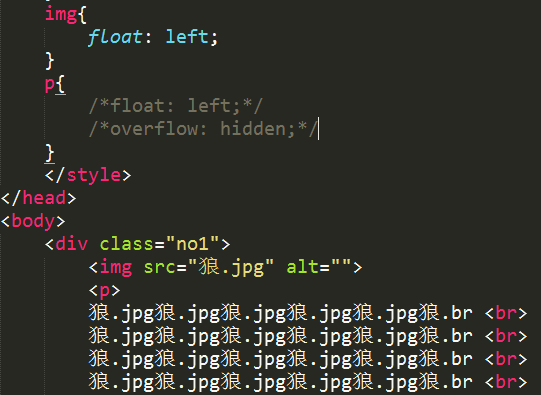 img{
float: left;
}
p{
/*float: left;*/
/*overflow: hidden;*/
}
</style>
</head>
<body>
<div class="no1">
<img src="狼.jpg" alt="">
<p>
狼.jpg狼.jpg狼.jpg狼.jpg狼.jpg狼.br <br>
狼.jpg狼.jpg狼.jpg狼.jpg狼.jpg狼.br <br>
狼.jpg狼.jpg狼.jpg狼.jpg狼.jpg狼.br <br>
狼.jpg狼.jpg狼.jpg狼.jpg狼.jpg狼.br <br>